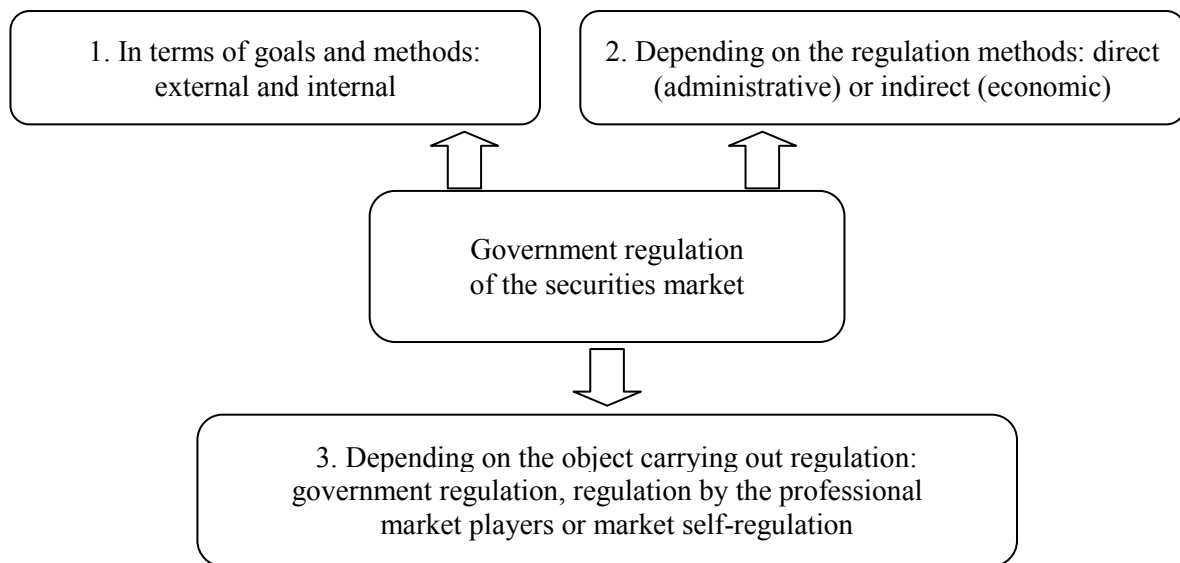 1. In terms of goals and methods:
external and internal
2. Depending on the regulation methods: direct
(administrative) or indirect (economic)
Government regulation
of the securities market
3. Depending on the object carrying out regulation:
government regulation, regulation by the professional
market players or market self-regulation